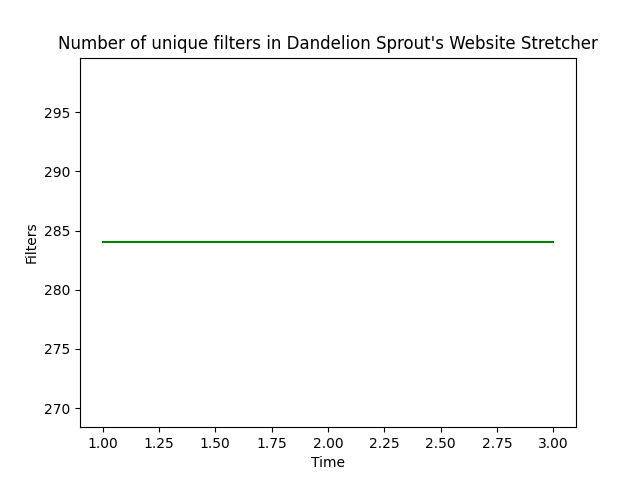 Number of unique filters in Dandelion Sprout's Website Stretcher
295
290
285
280
275
270
Filters
1.00 1.25 1.50 1.75 2.00 2.25 2.50 2.75 3.00
Time